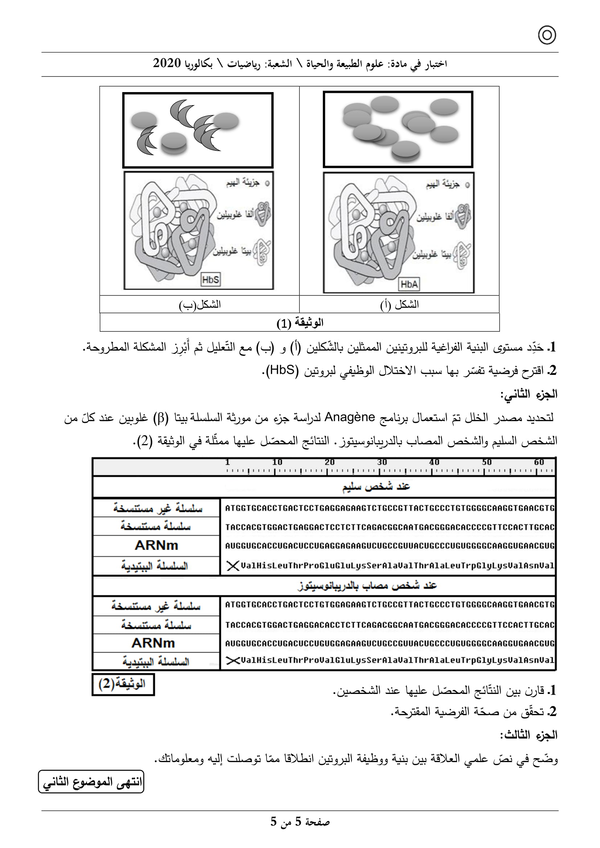 اختبار في مادة: علوم الطبيعة والحياة \ الشعبة: رياضيات \ بكالوريا 2020
جزيئة الهيم
ألفا غلوبيلين
بيتا غلوبيلين
HbA
جزيئة الهيم
ألفا غلوبيلين
بيتا غلوبيلين
HbS
الشكل (أ)
الشكل(ب)
الوثيقة (1)
1. حدّد مستوى البنية الفراغية للبروتينين الممثلين بالشّكلين (أ) و (ب) مع التّعليل ثم أَبْرِز المشكلة المطروحة.
2. اقترح فرضية تفسّر بها سبب الاختلال الوظيفي لبروتين (HbS).
الجزء الثاني:
لتحديد مصدر الخلل تمّ استعمال برنامج Anagène لدراسة جزء من مورثة السلسلة بيتا (β) غلوبين عند كلّ من
الشخص السليم والشخص المصاب بالدريبانوسيتوز. النتائج المحصّل عليها ممثّلة في الوثيقة (2).
1 10 20 30 40 50 60
عند شخص سليم
سلسلة غير مستنسخة ATGGTGCACCTGACTCCTGAGGAGAAGTCTGCCGTTACTGCCCTGTGGGGCAAGGTGAACGTG
سلسلة مستنسخة TACCACGTGGACTGAGGACTCCTCTTCAGACGGCAATGACGGGACACCCCGTTCCACTTGCAC
ARNm AUGGUGCACCUGACUCCUGAGGAGAAGUCUGCCGUUACUGCCCUGUGGGGCAAGGUGAACGUG
السلسلة الببتيدية ValHisLeuThrProGluGluLysSerAlaValThrAlaLeuTrpGlyLysValAsnVal
عند شخص مصاب بالدريبانوسيتوز
سلسلة غير مستنسخة ATGGTGCACCTGACTCCTGTGGAGAAGTCTGCCGTTACTGCCCTGTGGGGCAAGGTGAACGTG
سلسلة مستنسخة TACCACGTGGACTGAGGACACCTCTTCAGACGGCAATGACGGGACACCCCGTTCCACTTGCAC
ARNm AUGGUGCACCUGACUCCUGUGGAGAAGUCUGCCGUUACUGCCCUGUGGGGCAAGGUGAACGUG
السلسلة الببتيدية ValHisLeuThrProValGluLysSerAlaValThrAlaLeuTrpGlyLysValAsnVal
الوثيقة(2)
1. قارن بين النتّائج المحصّل عليها عند الشخصين.
2. تحقّق من صحّة الفرضية المقترحة.
الجزء الثالث:
وضّح في نصّ علمي العلاقة بين بنية ووظيفة البروتين انطلاقا ممّا توصلت إليه ومعلوماتك.
انتهى الموضوع الثاني
صفحة 5 من 5